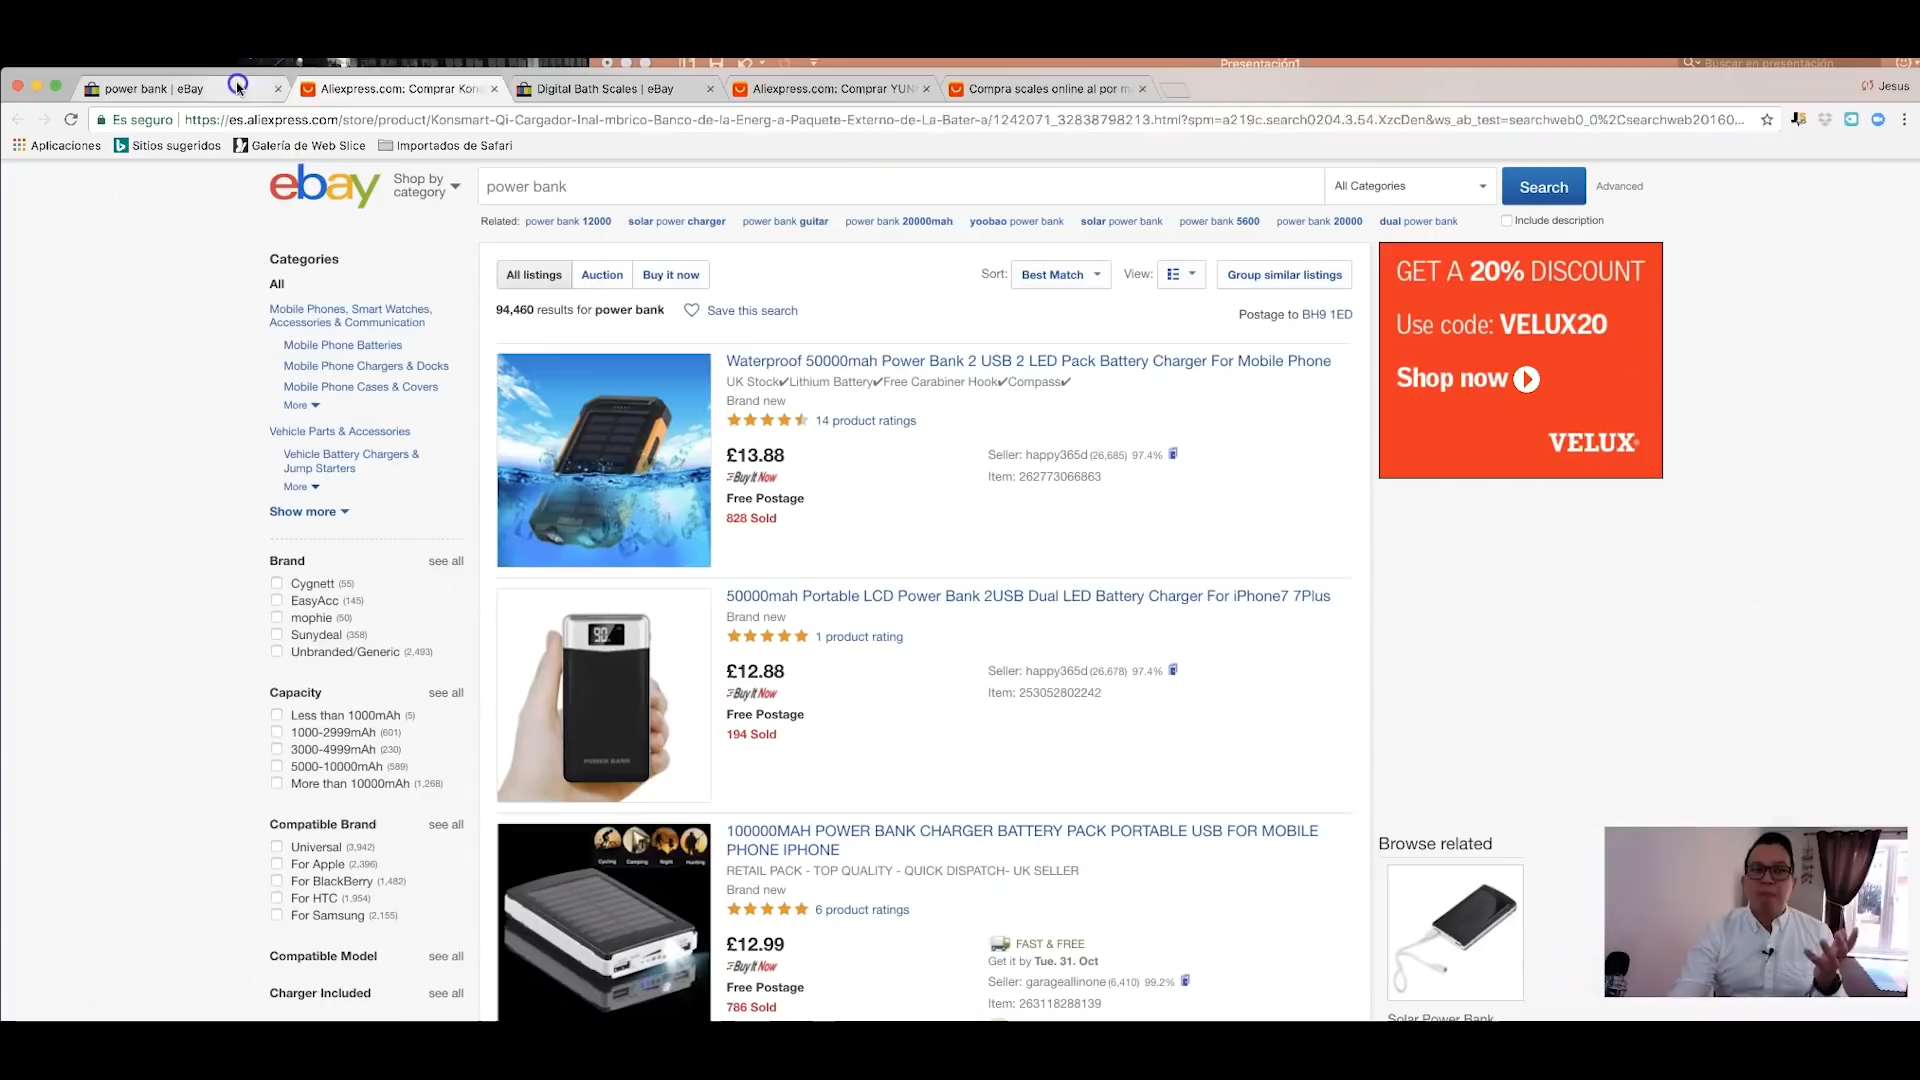 Presentación1
Buscar en presentación
power bank | eBay
Aliexpress.com: Comprar Kon
Digital Bath Scales | eBay
Aliexpress.com: Comprar YUN
Compra scales online al por m
Jesus
Es seguro
https://es.aliexpress.com/store/product/Konsmart-Qi-Cargador-Inal-mbrico-Banco-de-la-Energ-a-Paquete-Externo-de-La-Bater-a/1242071_32838798213.html?spm=a219c.search0204.3.54.XzcDen&ws_ab_test=searchweb0_0%2Csearchweb20160...
Aplicaciones
Sitios sugeridos
Galería de Web Slice
Importados de Safari
ebay
Shop by
category
power bank
All Categories
Search
Advanced
Related: power bank 12000 solar power charger power bank guitar power bank 20000mah yoobao power bank solar power bank power bank 5600 power bank 20000 dual power bank
Include description
Categories
All
Mobile Phones, Smart Watches,
Accessories & Communication
Mobile Phone Batteries
Mobile Phone Chargers & Docks
Mobile Phone Cases & Covers
More
Vehicle Parts & Accessories
Vehicle Battery Chargers &
Jump Starters
More
Show more
Brand see all
Cygnett (55)
EasyAcc (145)
mophie (50)
Sunydeal (358)
Unbranded/Generic (2,493)
Capacity see all
Less than 1000mAh (5)
1000-2999mAh (601)
3000-4999mAh (230)
5000-10000mAh (589)
More than 10000mAh (1,268)
Compatible Brand see all
Universal (3,942)
For Apple (2,396)
For BlackBerry (1,482)
For HTC (1,954)
For Samsung (2,155)
Compatible Model see all
Charger Included see all
All listings Auction Buy it now
Sort: Best Match View: Group similar listings
94,460 results for power bank Save this search
Postage to BH9 1ED
Waterproof 50000mah Power Bank 2 USB 2 LED Pack Battery Charger For Mobile Phone
UK Stock✔Lithium Battery✔Free Carabiner Hook✔Compass✔
Brand new
14 product ratings
£13.88
Buy It Now
Free Postage
828 Sold
Seller: happy365d (26,685) 97.4%
Item: 262773066863
90
POWER BANK
50000mah Portable LCD Power Bank 2USB Dual LED Battery Charger For iPhone7 7Plus
Brand new
1 product rating
£12.88
Buy It Now
Free Postage
194 Sold
Seller: happy365d (26,678) 97.4%
Item: 253052802242
Cycling Camping Night Hunting
100000MAH POWER BANK CHARGER BATTERY PACK PORTABLE USB FOR MOBILE
PHONE IPHONE
RETAIL PACK - TOP QUALITY - QUICK DISPATCH- UK SELLER
Brand new
6 product ratings
£12.99
Buy It Now
Free Postage
786 Sold
FAST & FREE
Get it by Tue. 31. Oct
Seller: garageallinone (6,410) 99.2%
Item: 263118288139
GET A 20% DISCOUNT
Use code: VELUX20
Shop now
VELUX®
Browse related
Solar Power Bank